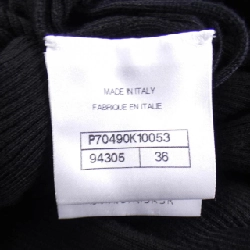 MADE IN ITALY
FABRIQUE EN ITALIE
P70490K10053
94305 36